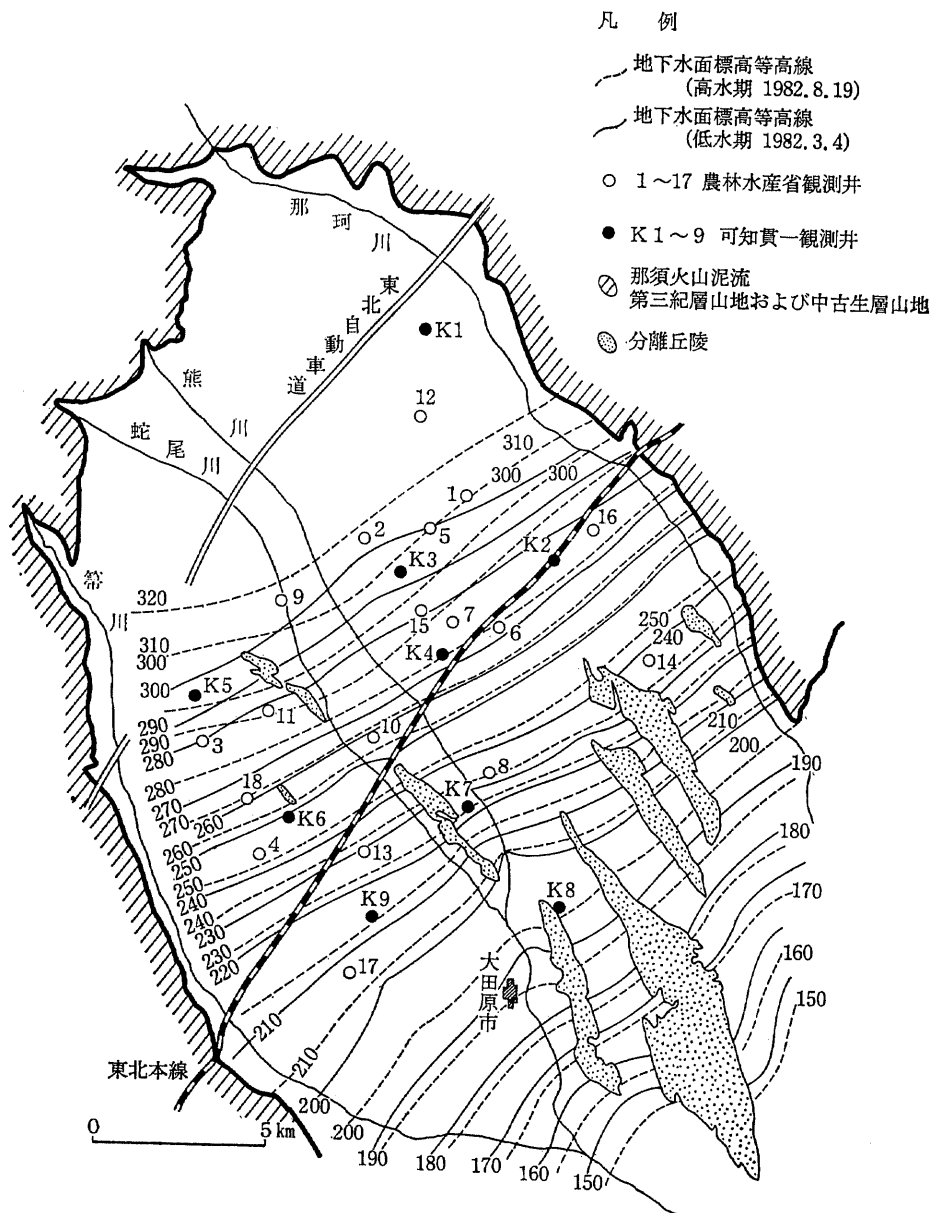 凡 例
地下水面標高等高線
(高水期 1982.8.19)
地下水面標高等高線
(低水期 1982.3.4)
1～17 農林水産省観測井
K1～9 可知貫一観測井
那須火山泥流
第三紀層山地および中古生層山地
分離丘陵
那珂川
東北自動車道
K1
熊川
12
蛇尾川
310
300
300
1
16
2
5
K2
K3
箒川
320
9
15
7
6
250
240
310
14
K4
300
300
K5
210
11
290
10
200
290
3
280
8
190
18
280
K7
270
K6
270
260
180
260
4
13
250
250
K9
K8
170
240
240
230
17
160
230
大田原市
220
150
210
210
東北本線
200
0 5km
200
190
180
170
160
150